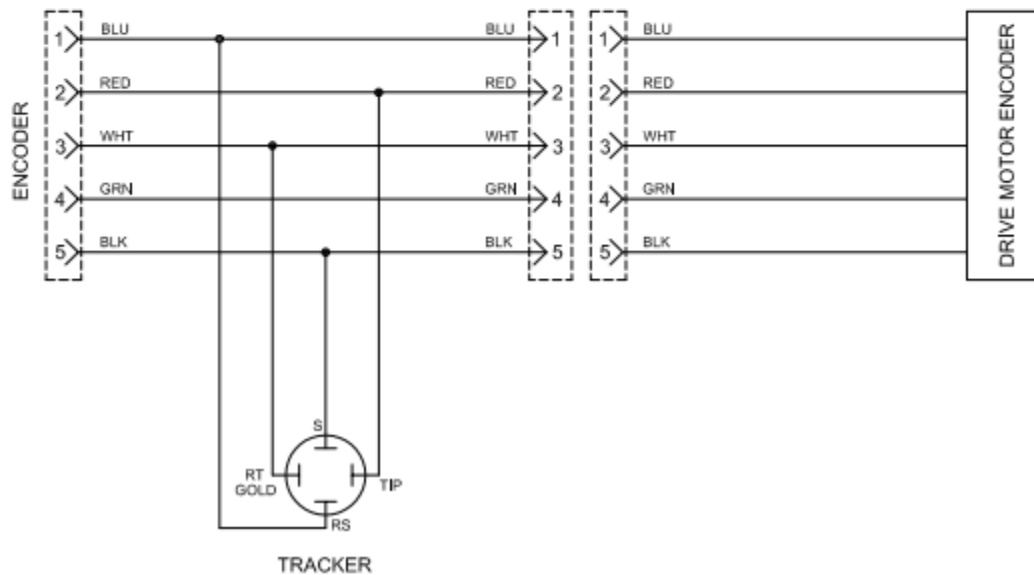 ENCODER
1 BLU BLU 1 1 BLU
2 RED RED 2 2 RED
3 WHT WHT 3 3 WHT
4 GRN GRN 4 4 GRN
5 BLK BLK 5 5 BLK
DRIVE MOTOR ENCODER
S
RT
GOLD
TIP
RS
TRACKER